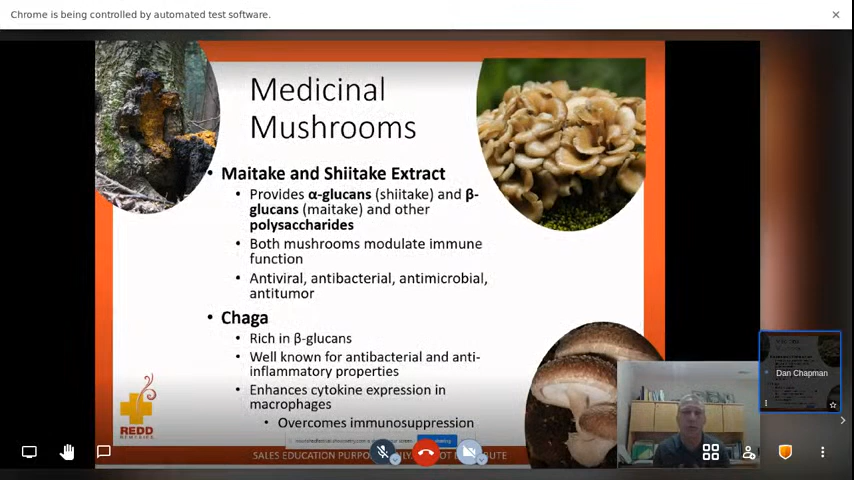 Chrome is being controlled by automated test software.
Medicinal
Mushrooms
• Maitake and Shiitake Extract
• Provides α-glucans (shiitake) and β-
glucans (maitake) and other
polysaccharides
• Both mushrooms modulate immune
function
• Antiviral, antibacterial, antimicrobial,
antitumor
• Chaga
• Rich in β-glucans
• Well known for antibacterial and anti-
inflammatory properties
• Enhances cytokine expression in
macrophages
• Overcomes immunosuppression
REDD
REMEDIES
Dan Chapman
SALES EDUCATION PURPO